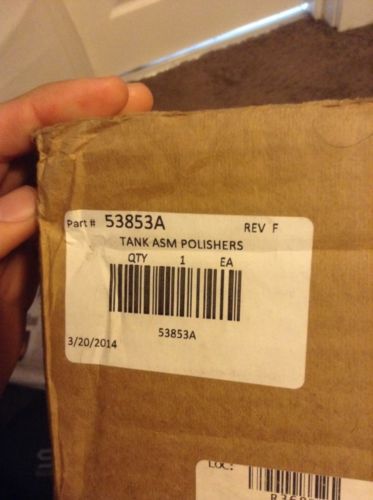 Part # 53853A REV F
TANK ASM POLISHERS
QTY 1 EA
53853A
3/20/2014
LOC: